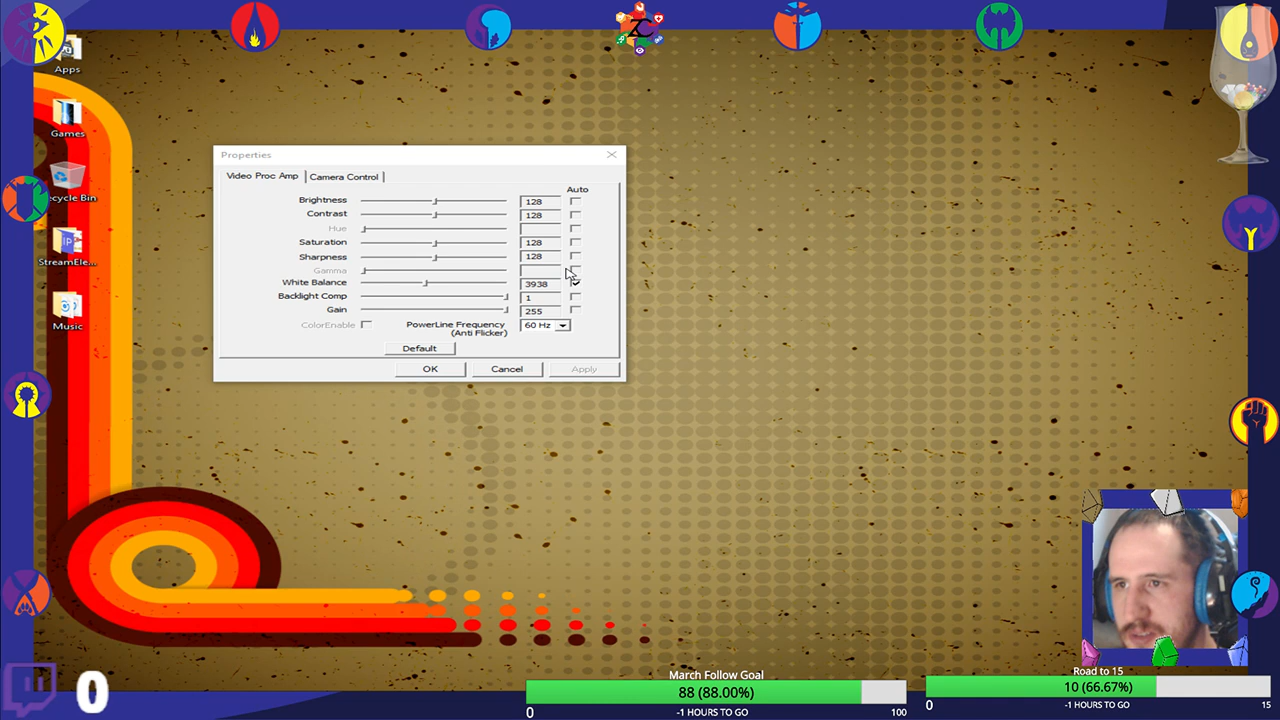 Apps
Games
ecycle Bin
StreamEle...
Music
Properties
Video Proc Amp
Camera Control
Auto
Brightness 128
Contrast 128
Hue
Saturation 128
Sharpness 128
Gamma
White Balance 3938
Backlight Comp 1
Gain 255
ColorEnable
PowerLine Frequency
(Anti Flicker)
60 Hz
Default
OK Cancel Apply
0
March Follow Goal
88 (88.00%)
0 -1 HOURS TO GO 100
Road to 15
10 (66.67%)
0 -1 HOURS TO GO 15